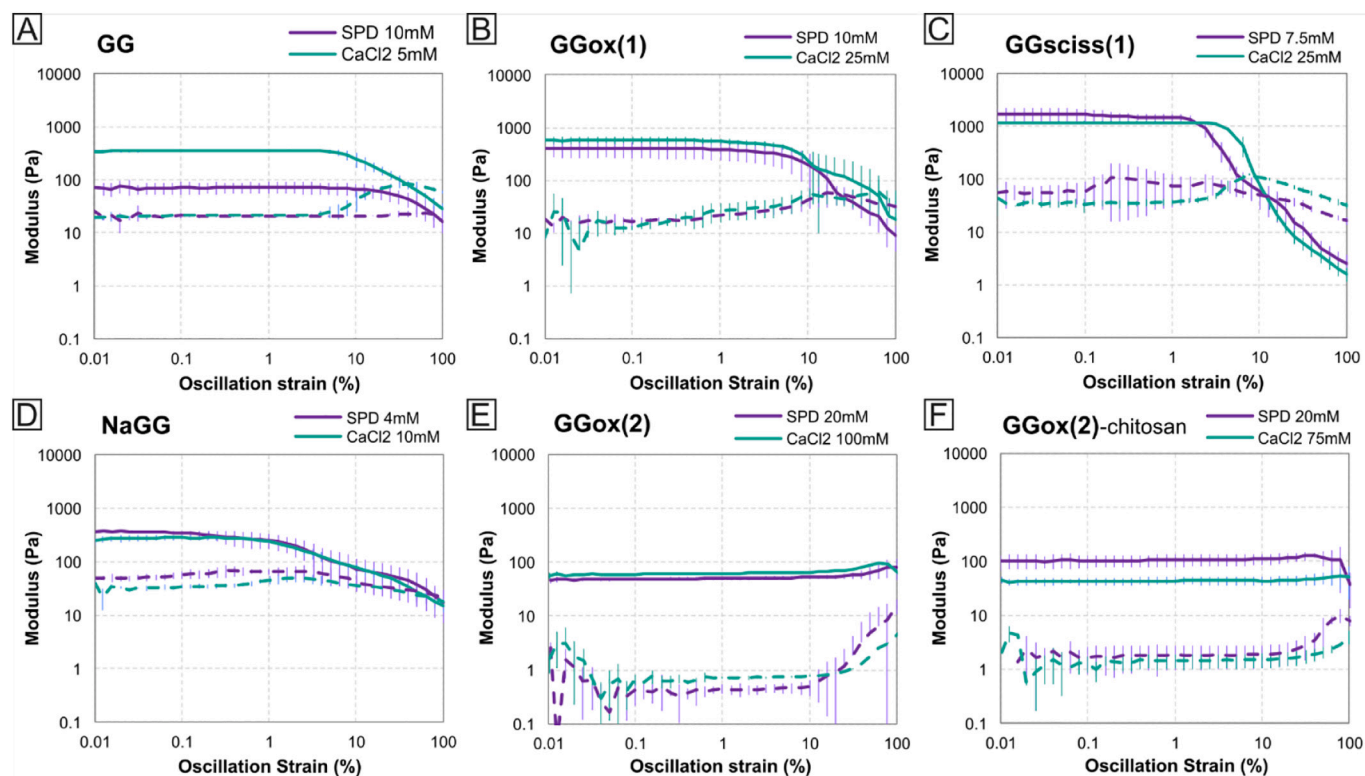 A
GG
SPD 10mM
CaCl2 5mM
Modulus (Pa)
10000
1000
100
10
1
0.1
0.01
0.1
1
10
100
Oscillation strain (%)
B
GGox(1)
SPD 10mM
CaCl2 25mM
Modulus (Pa)
10000
1000
100
10
1
0.1
0.01
0.1
1
10
100
Oscillation Strain (%)
C
GGsciss(1)
SPD 7.5mM
CaCl2 25mM
Modulus (Pa)
10000
1000
100
10
1
0.1
0.01
0.1
1
10
100
Oscillation Strain (%)
D
NaGG
SPD 4mM
CaCl2 10mM
Modulus (Pa)
10000
1000
100
10
1
0.1
0.01
0.1
1
10
100
Oscillation Strain (%)
E
GGox(2)
SPD 20mM
CaCl2 100mM
Modulus (Pa)
10000
1000
100
10
1
0.1
0.01
0.1
1
10
100
Oscillation Strain (%)
F
GGox(2)-chitosan
SPD 20mM
CaCl2 75mM
Modulus (Pa)
10000
1000
100
10
1
0.1
0.01
0.1
1
10
100
Oscillation Strain (%)